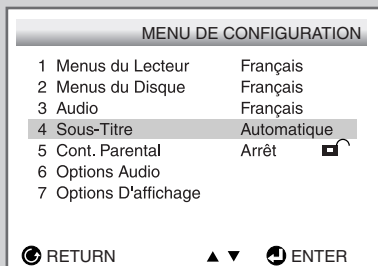 MENU DE CONFIGURATION
1 Menus du Lecteur Français
2 Menus du Disque Français
3 Audio Français
4 Sous-Titre Automatique
5 Cont. Parental Arrêt
6 Options Audio
7 Options D'affichage
RETURN ▲ ▼ ENTER